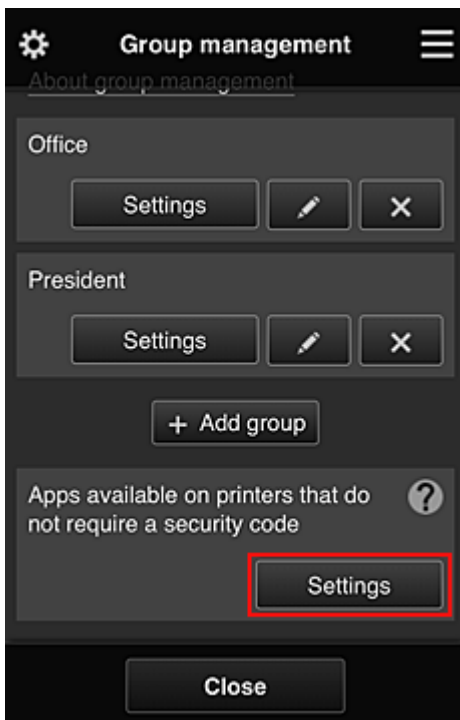 Group management
About group management
Office
Settings
President
Settings
+ Add group
Apps available on printers that do
not require a security code
?
Settings
Close